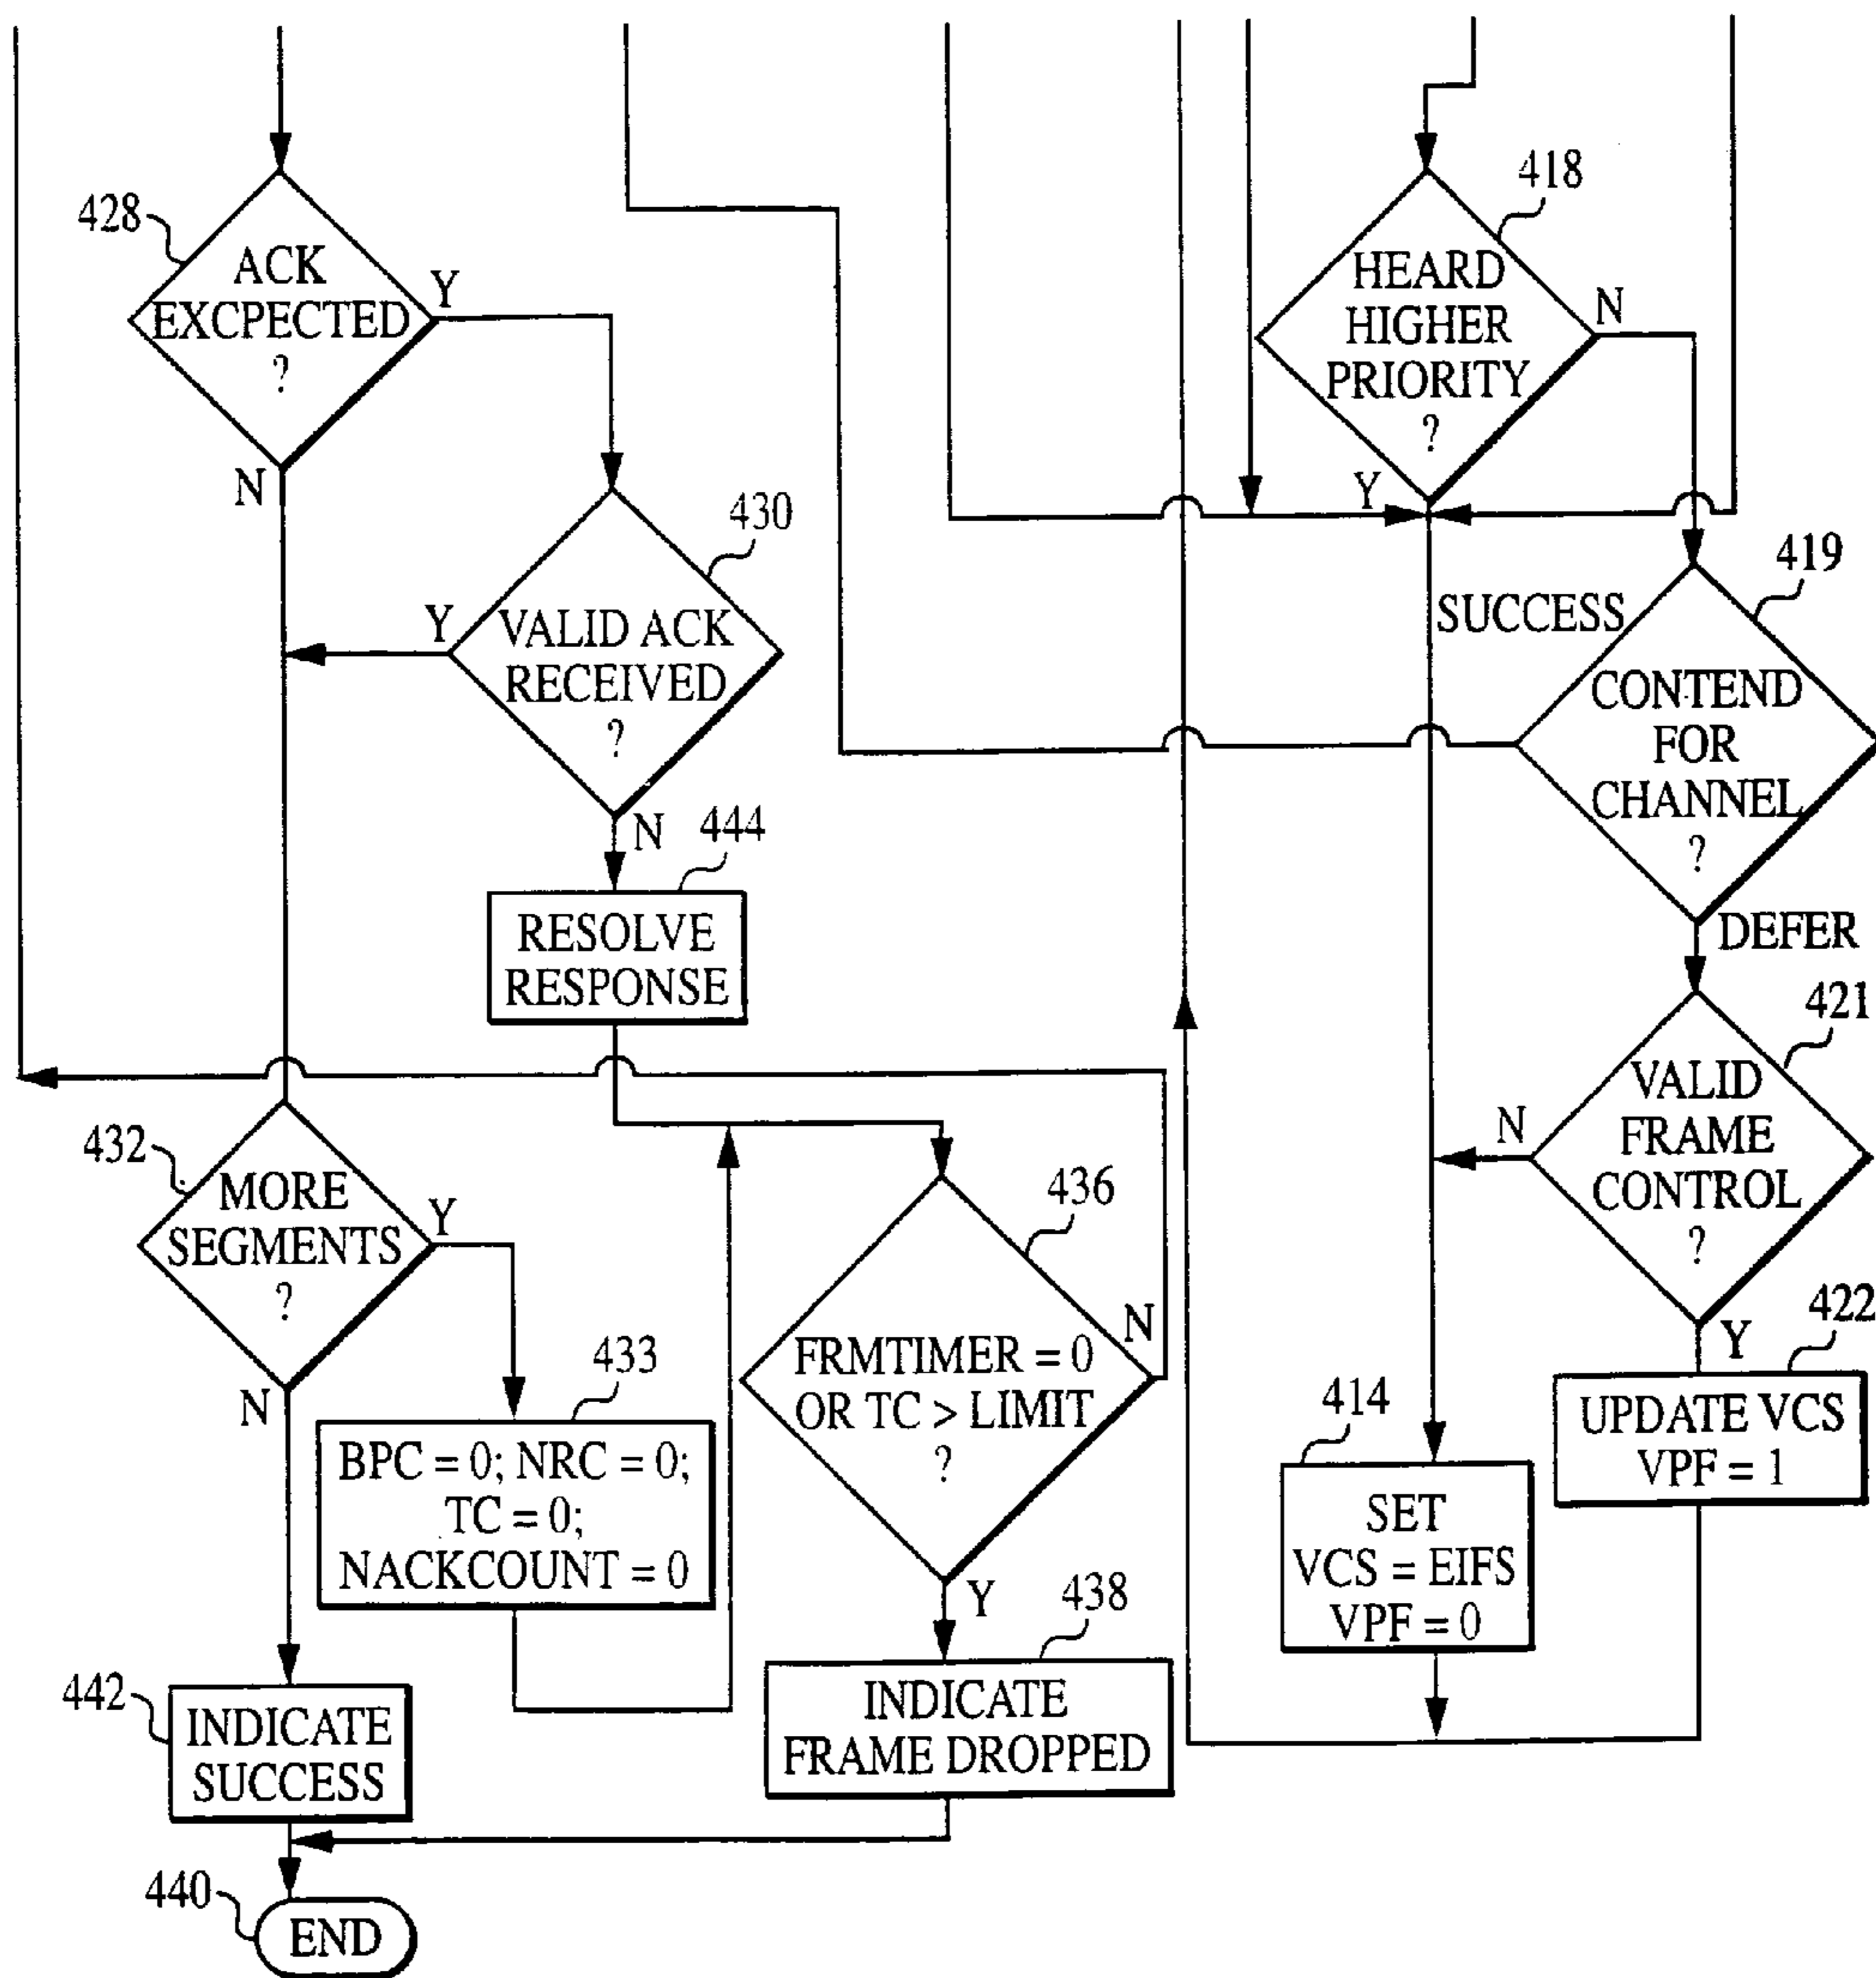 428
ACK
EXCPECTED
?
Y
N
418
HEARD
HIGHER
PRIORITY
?
N
Y
430
VALID ACK
RECEIVED
?
Y
N
419
SUCCESS
CONTEND
FOR
CHANNEL
?
DEFER
444
RESOLVE
RESPONSE
421
VALID
FRAME
CONTROL
?
N
Y
432
MORE
SEGMENTS
?
Y
N
436
FRMTIMER = 0
OR TC > LIMIT
?
N
Y
422
UPDATE VCS
VPF = 1
433
BPC = 0; NRC = 0;
TC = 0;
NACKCOUNT = 0
414
SET
VCS = EIFS
VPF = 0
438
INDICATE
FRAME DROPPED
442
INDICATE
SUCCESS
440
END